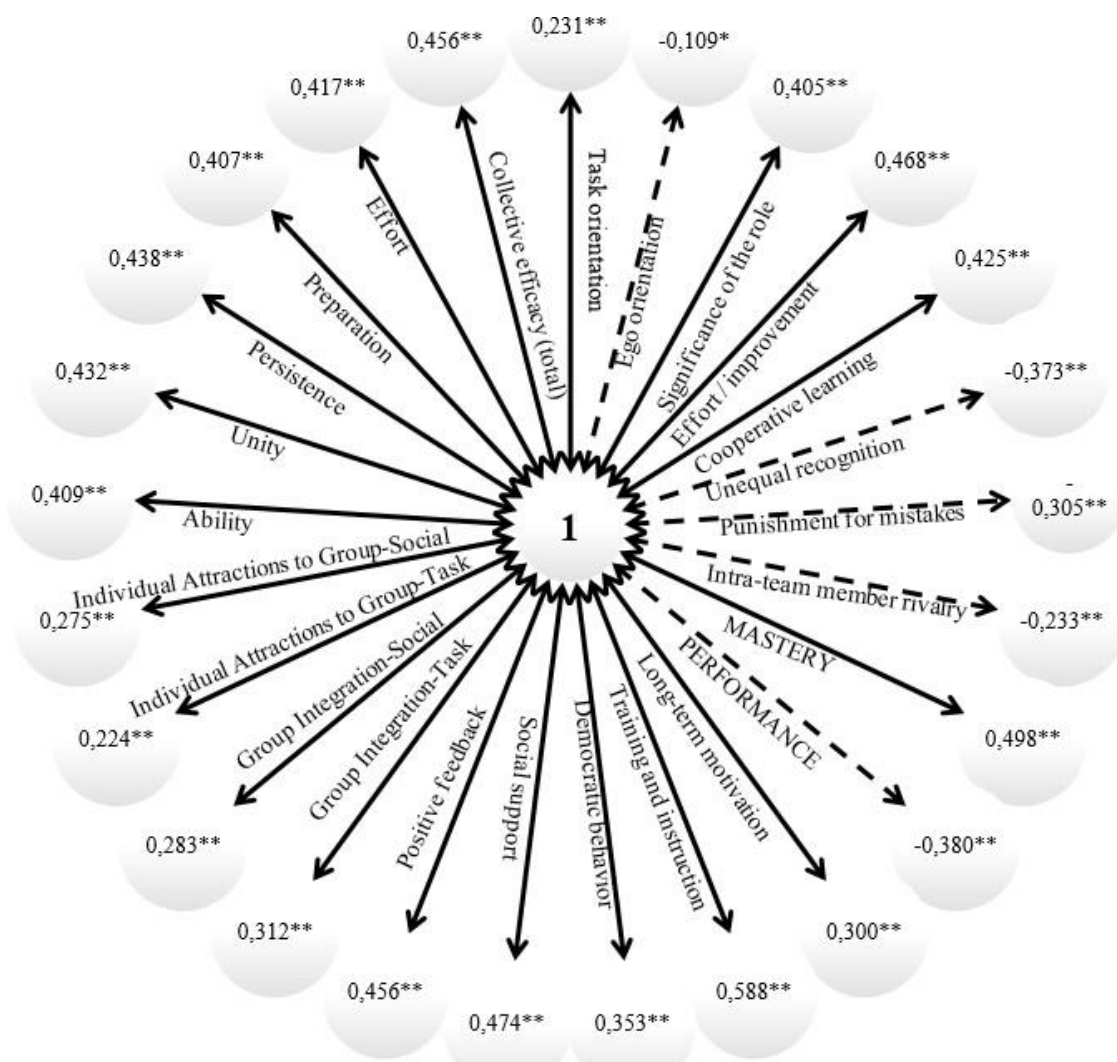 0,231**
Task orientation
-0,109*
Ego orientation
0,405**
Significance of the role
0,468**
Effort / improvement
0,425**
Cooperative learning
-0,373**
Unequal recognition
-
0,305**
Punishment for mistakes
-0,233**
Intra-team member rivalry
0,498**
MASTERY
-0,380**
PERFORMANCE
0,300**
Long-term motivation
0,588**
Training and instruction
0,353**
Democratic behavior
0,474**
Social support
0,456**
Positive feedback
0,312**
Group Integration-Task
0,283**
Group Integration-Social
0,224**
Individual Attractions to Group-Task
0,275**
Individual Attractions to Group-Social
0,409**
Ability
0,432**
Unity
0,438**
Persistence
0,407**
Preparation
0,417**
Effort
0,456**
Collective efficacy (total)
1